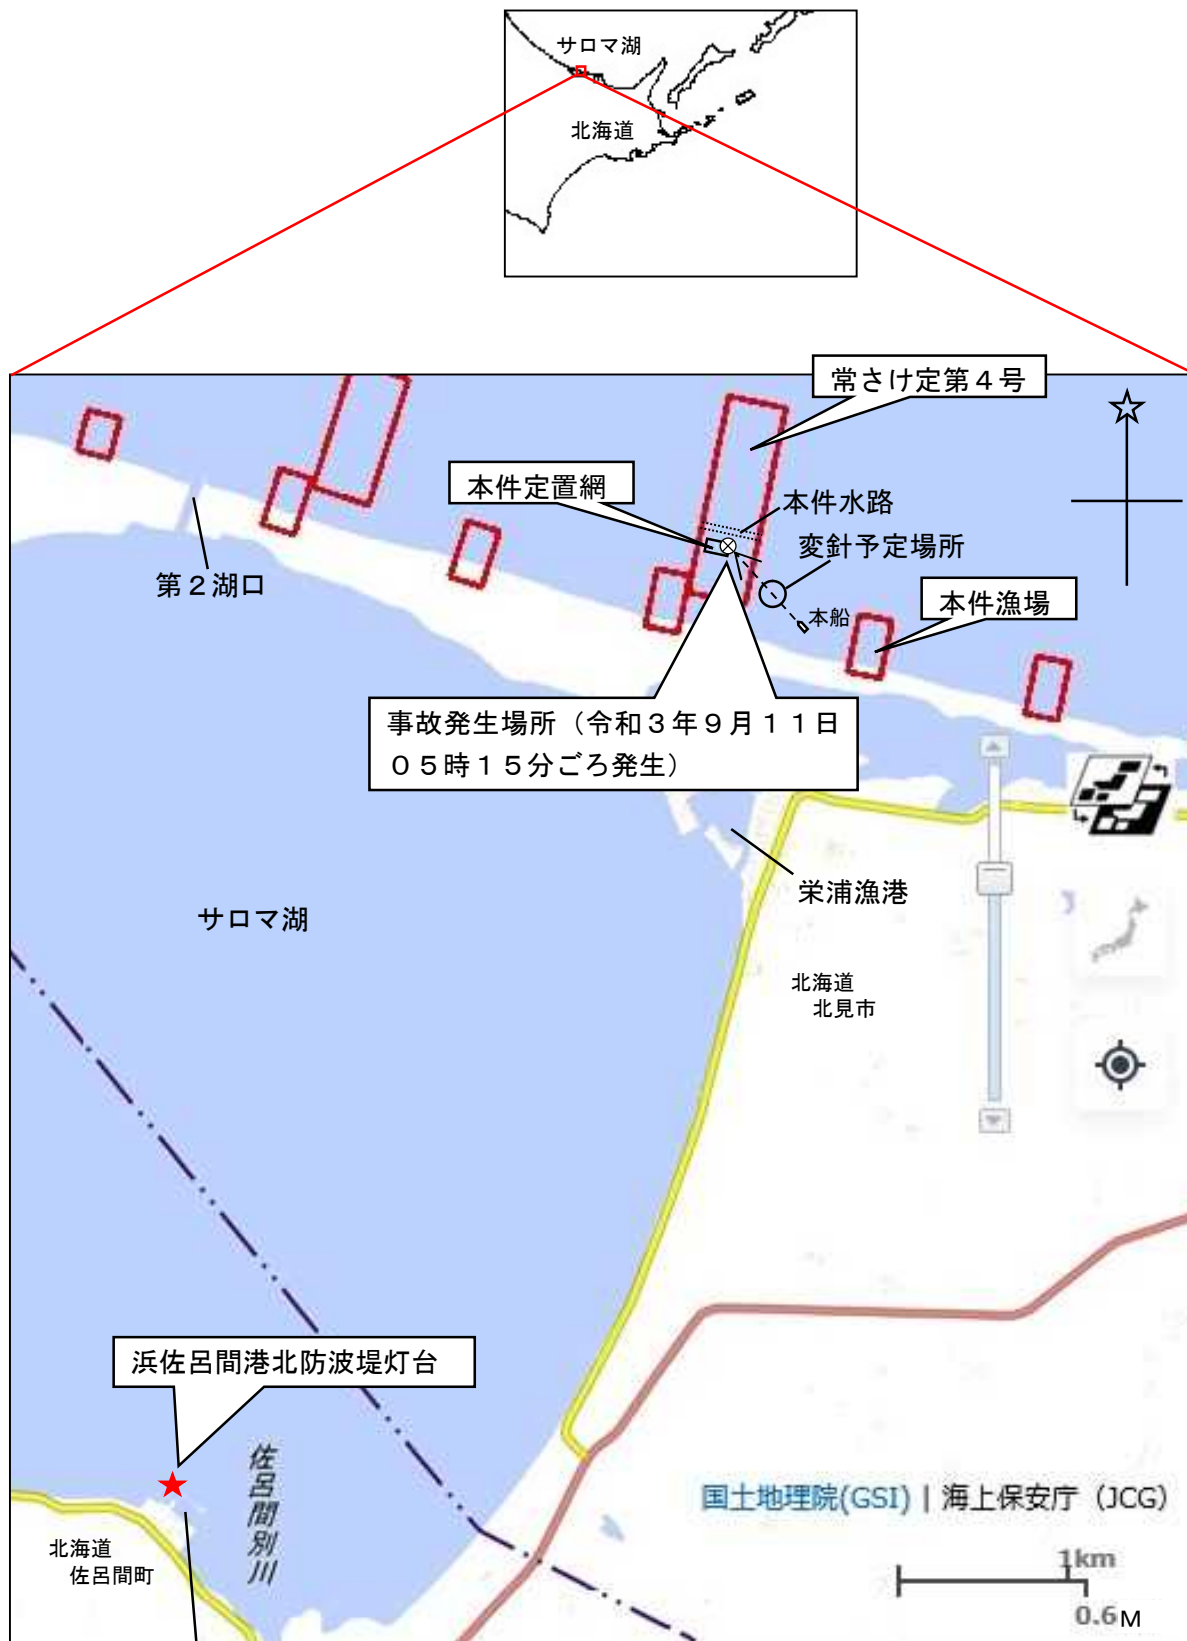 サロマ湖
北海道
常さけ定第４号
本件定置網
本件水路
変針予定場所
第２湖口
本件漁場
本船
事故発生場所（令和３年９月１１日
０５時１５分ごろ発生）
栄浦漁港
サロマ湖
北海道
北見市
浜佐呂間港北防波堤灯台
佐呂間別川
国土地理院(GSI) | 海上保安庁（JCG）
北海道
佐呂間町
1km
0.6M